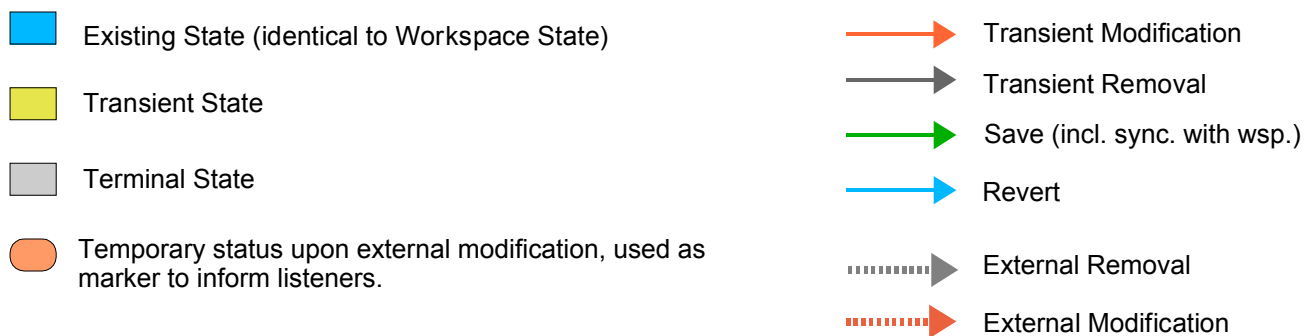 Existing State (identical to Workspace State)
Transient State
Terminal State
Temporary status upon external modification, used as
marker to inform listeners.
Transient Modification
Transient Removal
Save (incl. sync. with wsp.)
Revert
External Removal
External Modification